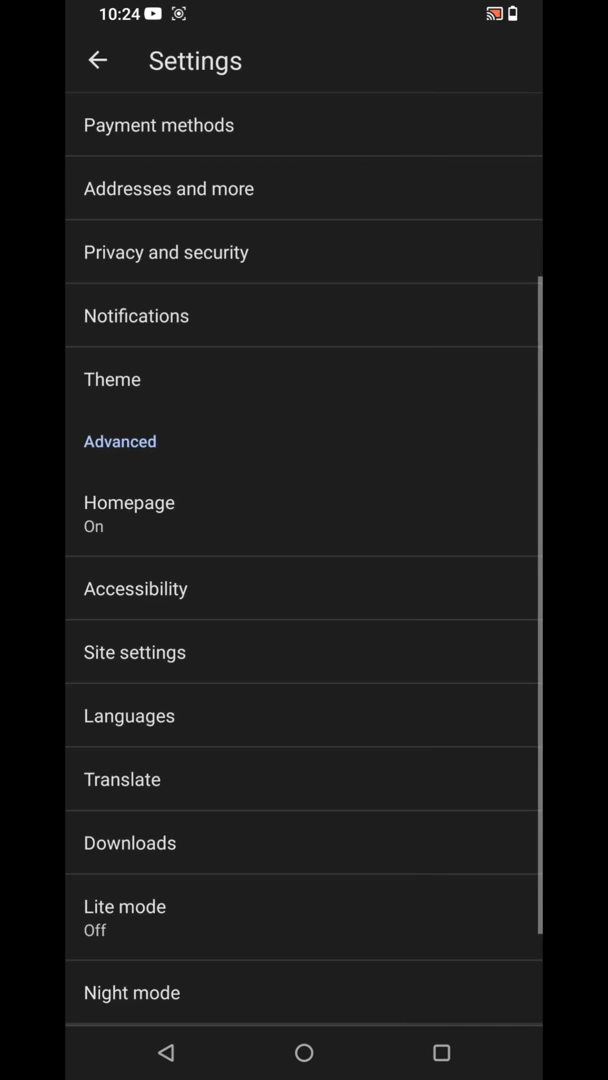 10:24
Settings
Payment methods
Addresses and more
Privacy and security
Notifications
Theme
Advanced
Homepage
On
Accessibility
Site settings
Languages
Translate
Downloads
Lite mode
Off
Night mode